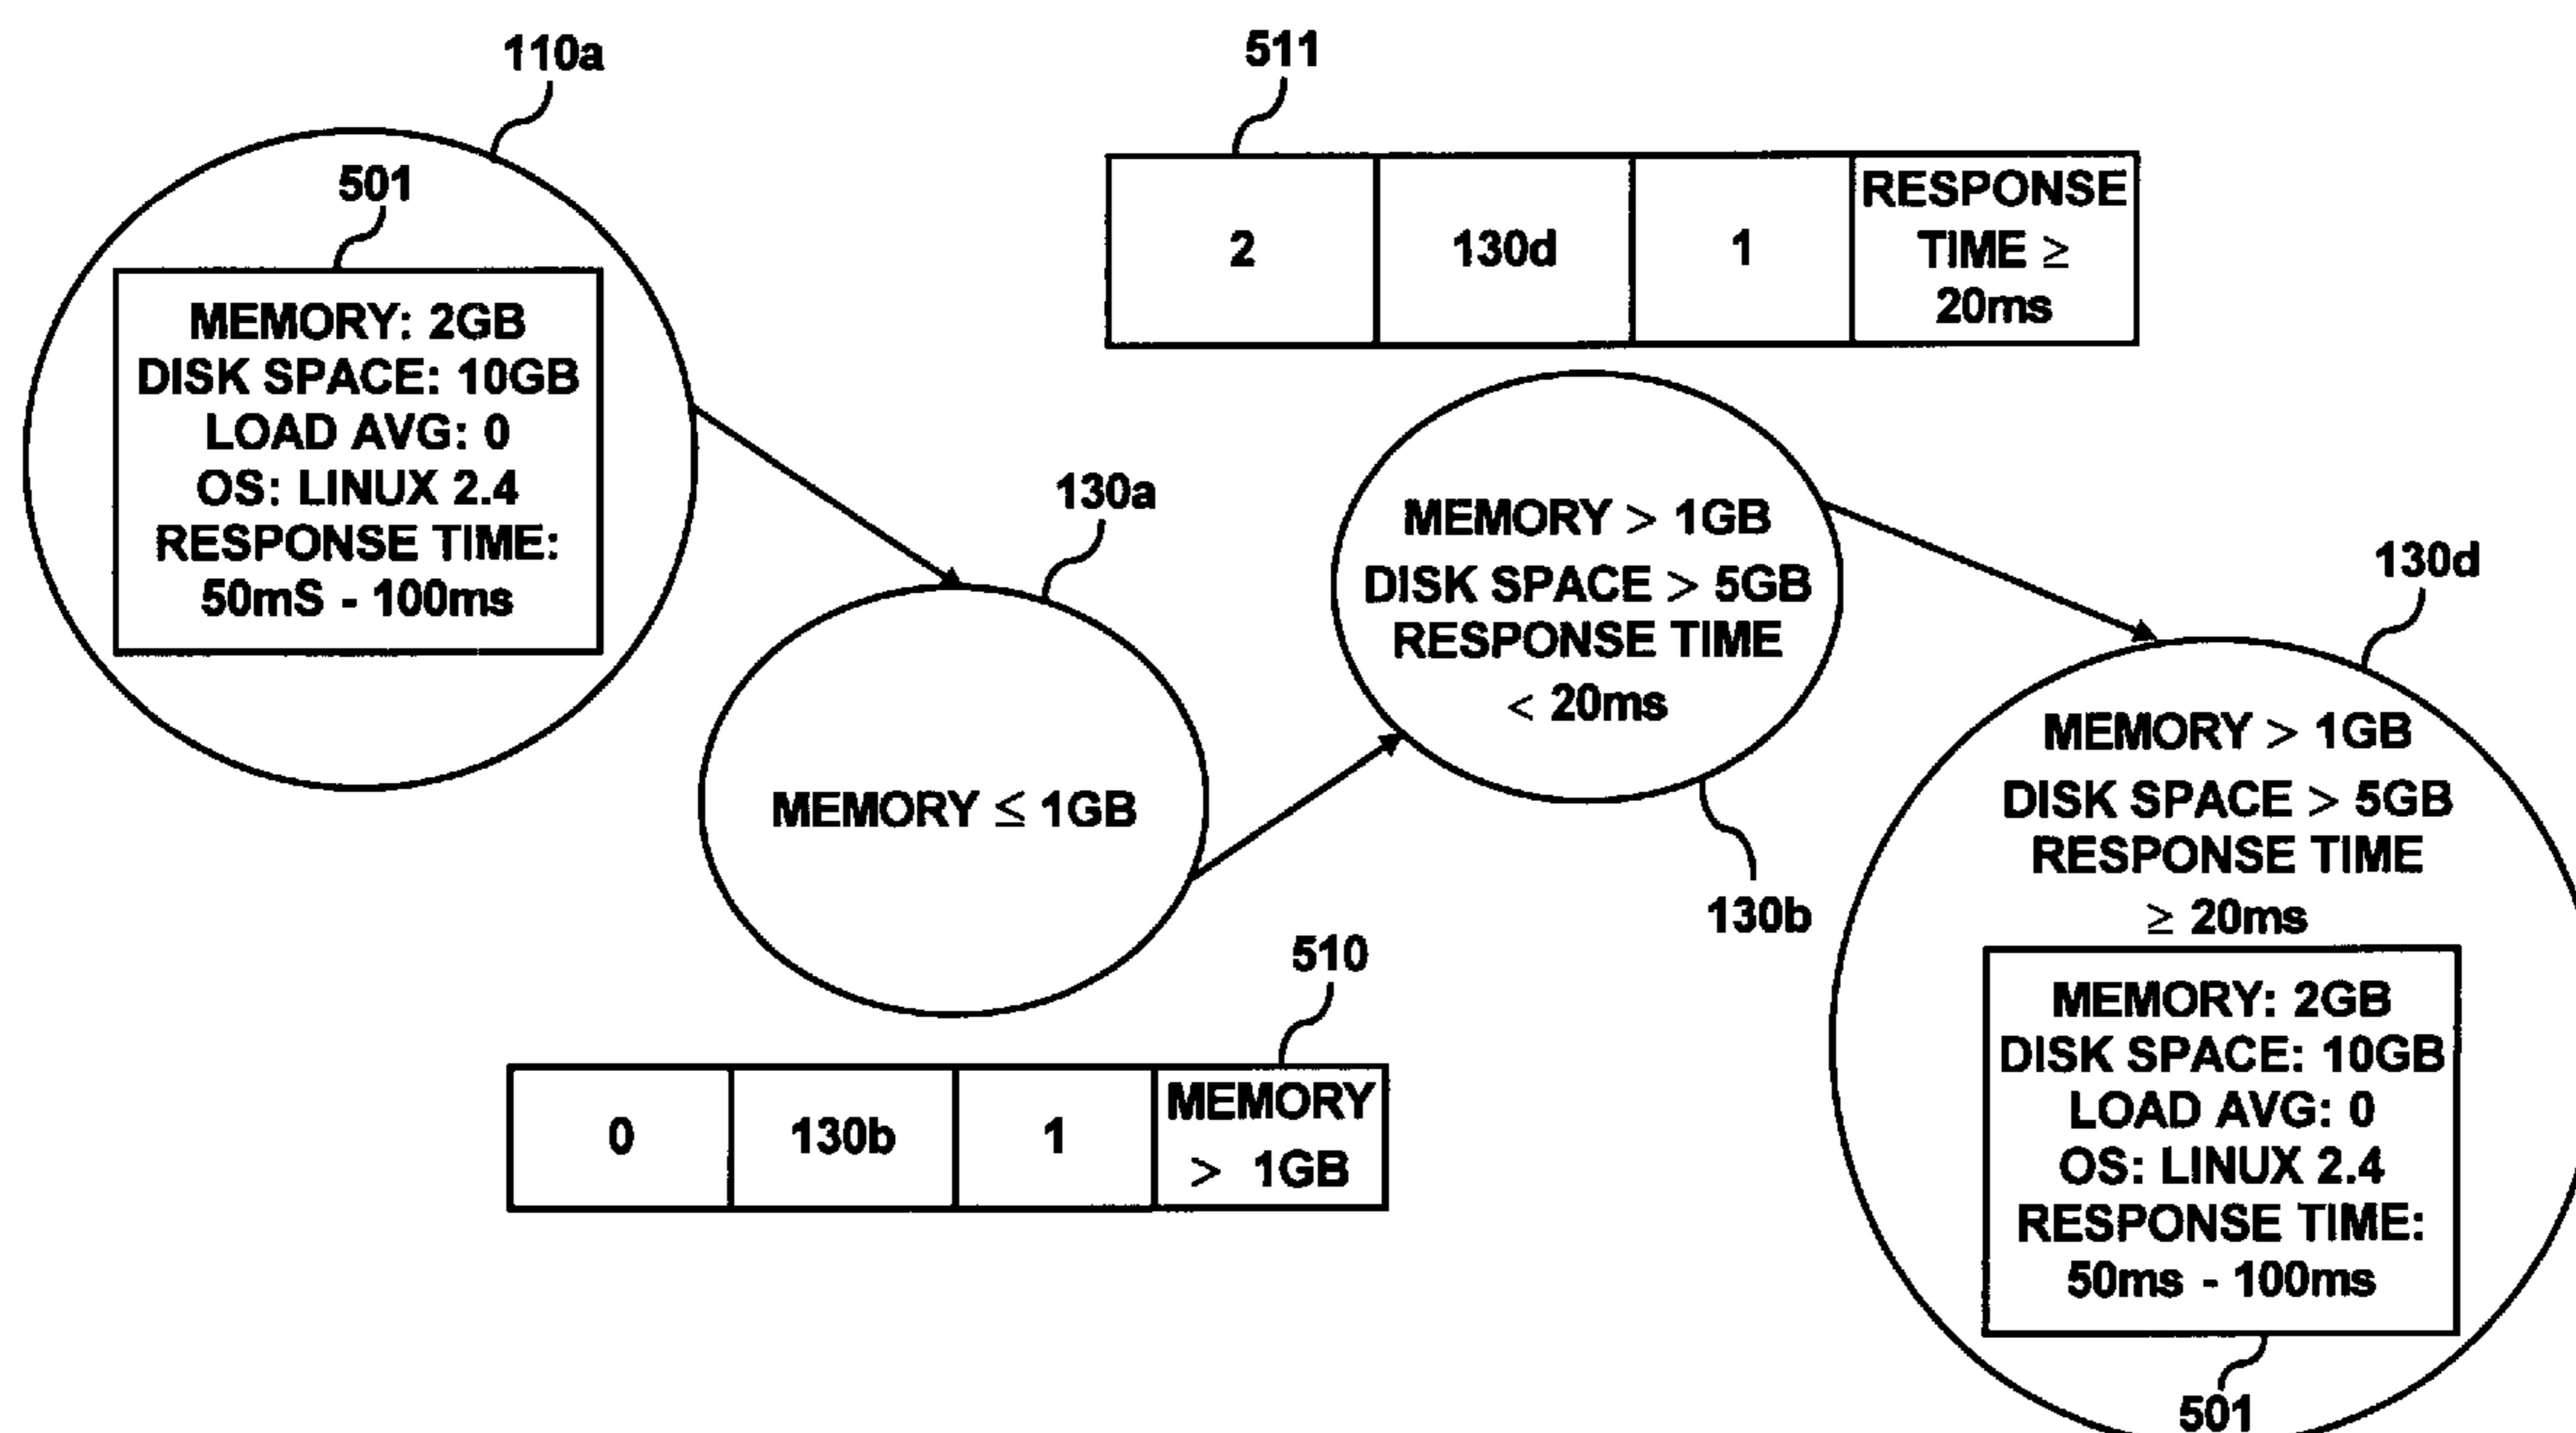 110a
501
MEMORY: 2GB
DISK SPACE: 10GB
LOAD AVG: 0
OS: LINUX 2.4
RESPONSE TIME:
50mS - 100ms
511
2
130d
1
RESPONSE
TIME ≥
20ms
130a
MEMORY ≤ 1GB
MEMORY > 1GB
DISK SPACE > 5GB
RESPONSE TIME
< 20ms
130b
510
0
130b
1
MEMORY
> 1GB
130d
MEMORY > 1GB
DISK SPACE > 5GB
RESPONSE TIME
≥ 20ms
MEMORY: 2GB
DISK SPACE: 10GB
LOAD AVG: 0
OS: LINUX 2.4
RESPONSE TIME:
50ms - 100ms
501